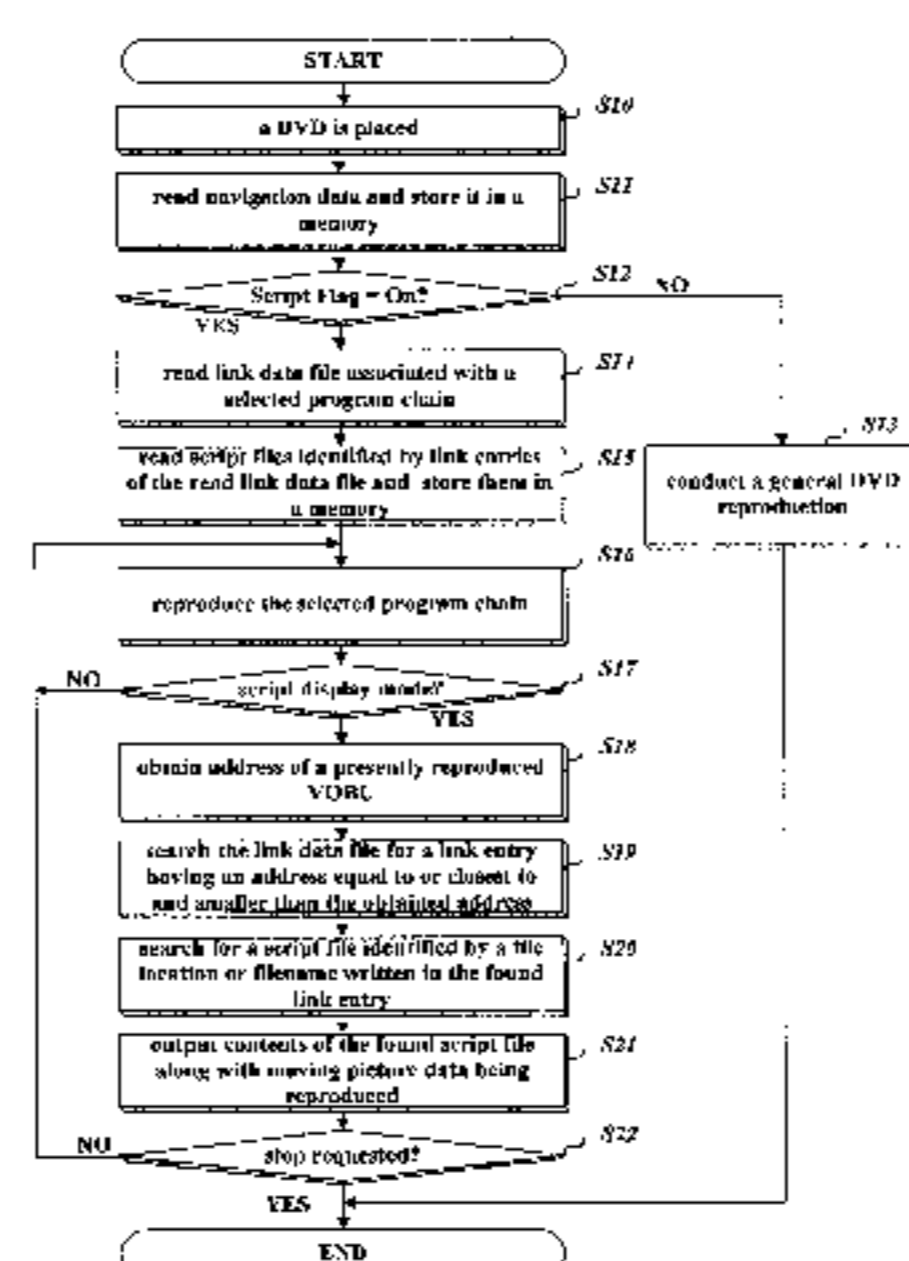 START
S10
a DVD is placed
S11
read navigation data and store it in a
memory
S12
Script Flag = On?
NO
YES
S14
read link data file associated with a
selected program chain
S13
S15
read script files identified by link entries
of the read link data file and store them in
a memory
conduct a general DVD
reproduction
S16
reproduce the selected program chain
S17
NO
script display mode?
YES
S18
obtain address of a presently reproduced
VOBU
S19
search the link data file for a link entry
having an address equal to or closest to
and smaller than the obtained address
S20
search for a script file identified by a file
location or filename written in the found
link entry
S21
output contents of the found script file
along with moving picture data being
reproduced
S22
NO
stop requested?
YES
END